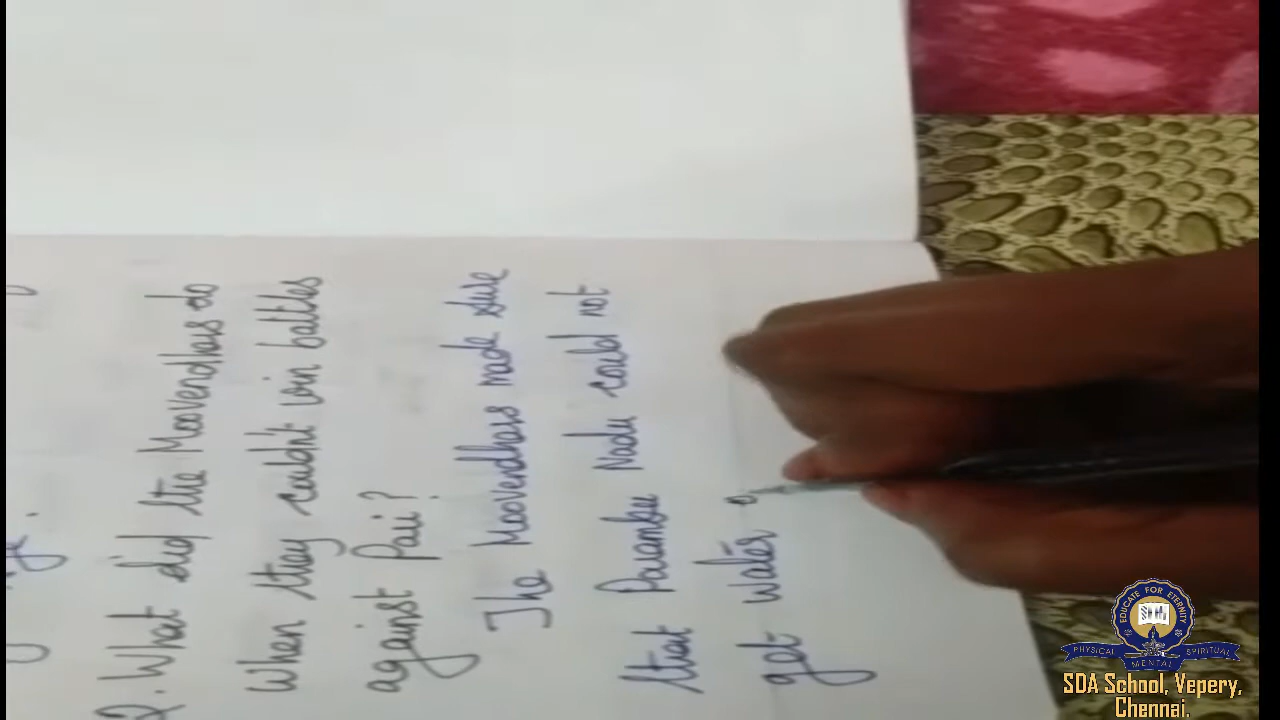 2. What did the Moovendhars do
when they couldn't win battles
against Pari?
The Moovendhars made sure
that Parambu Nadu could not
get water o
EDUCATE FOR ETERNITY
PHYSICAL MENTAL SPIRITUAL
SDA School, Vepery,
Chennai.